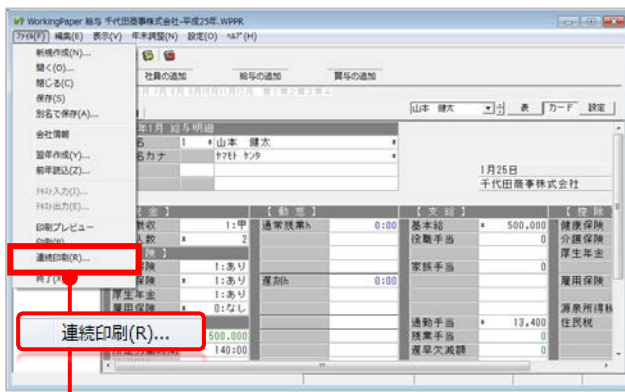 WorkingPaper 給与 千代田商事株式会社-平成25年.WPPR
ファイル(F) 編集(E) 表示(V) 年末調整(N) 設定(O) ヘルプ(H)
新規作成(N)...
開く(O)...
閉じる(C)
保存(S)
別名で保存(A)...
会社情報
翌年作成(Y)...
前年読込(Z)...
テキスト入力(I)...
テキスト出力(E)...
印刷プレビュー
印刷(P)...
連続印刷(R)...
終了(X)
連続印刷(R)...
社員の追加 給与の追加 賞与の追加
山本 健太 表 カード 設定
年1月 給与明細
1 山本 健太
カナ ヤマモト ケンタ
1月25日
千代田商事株式会社
【 勤 怠 】 【 支 給 】 【 控 除
1:甲 通常残業h 0:00 基本給 500,000 健康保険
人数 2 役職手当 0 介護保険
厚生年金
保険 1:あり 家族手当 0
保険 1:あり 遅刻h 0:00 雇用保険
厚生年金 1:あり
雇用保険 0:なし 源泉所得税
通勤手当 13,400 住民税
500,000 残業手当 0
140:00 遅早欠減額 0